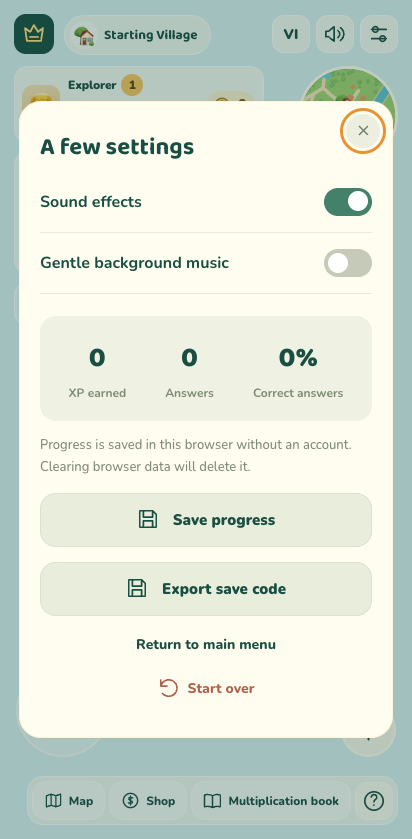 Starting Village
VI
Explorer 1
A few settings
Sound effects
Gentle background music
0 0 0%
XP earned Answers Correct answers
Progress is saved in this browser without an account.
Clearing browser data will delete it.
Save progress
Export save code
Return to main menu
Start over
Map Shop Multiplication book